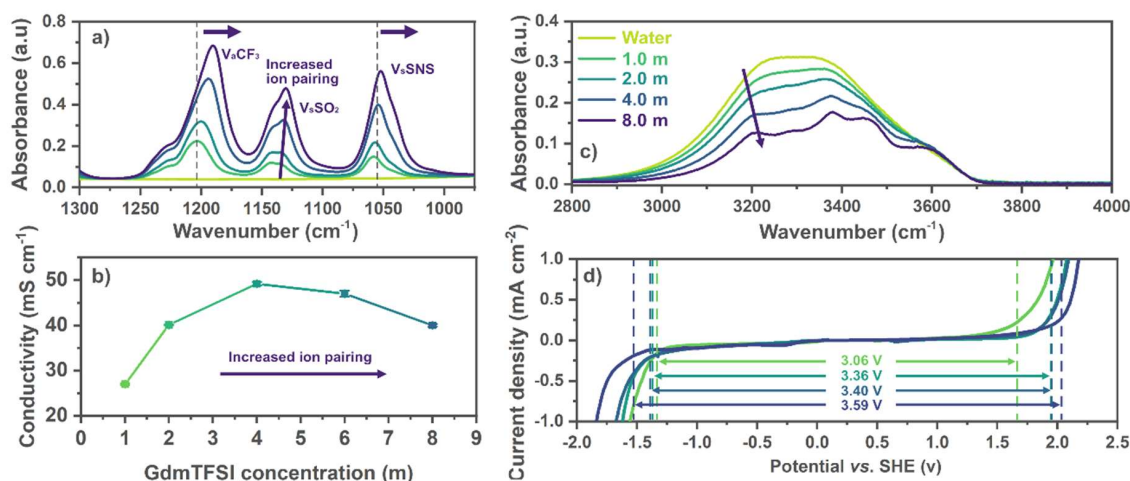 a)
Absorbance (a.u)
0.8
0.6
0.4
0.2
0.0
VₐCF₃
Increased
ion pairing
VₛSO₂
VₛSNS
1300
1200
1150
1100
1050
1000
Wavenumber (cm⁻¹)
b)
Conductivity (mS cm⁻¹)
60
50
40
30
20
Increased ion pairing
0 1 2 3 4 5 6 7 8 9
GdmTFSI concentration (m)
c)
Absorbance (a.u.)
0.4
0.3
0.2
0.1
0.0
Water
1.0 m
2.0 m
4.0 m
8.0 m
2800 3000 3200 3400 3600 3800 4000
Wavenumber (cm⁻¹)
d)
Current density (mA cm⁻²)
1.0
0.5
0.0
-0.5
-1.0
3.06 V
3.36 V
3.40 V
3.59 V
-2.0 -1.5 -1.0 -0.5 0.0 0.5 1.0 1.5 2.0 2.5
Potential vs. SHE (v)